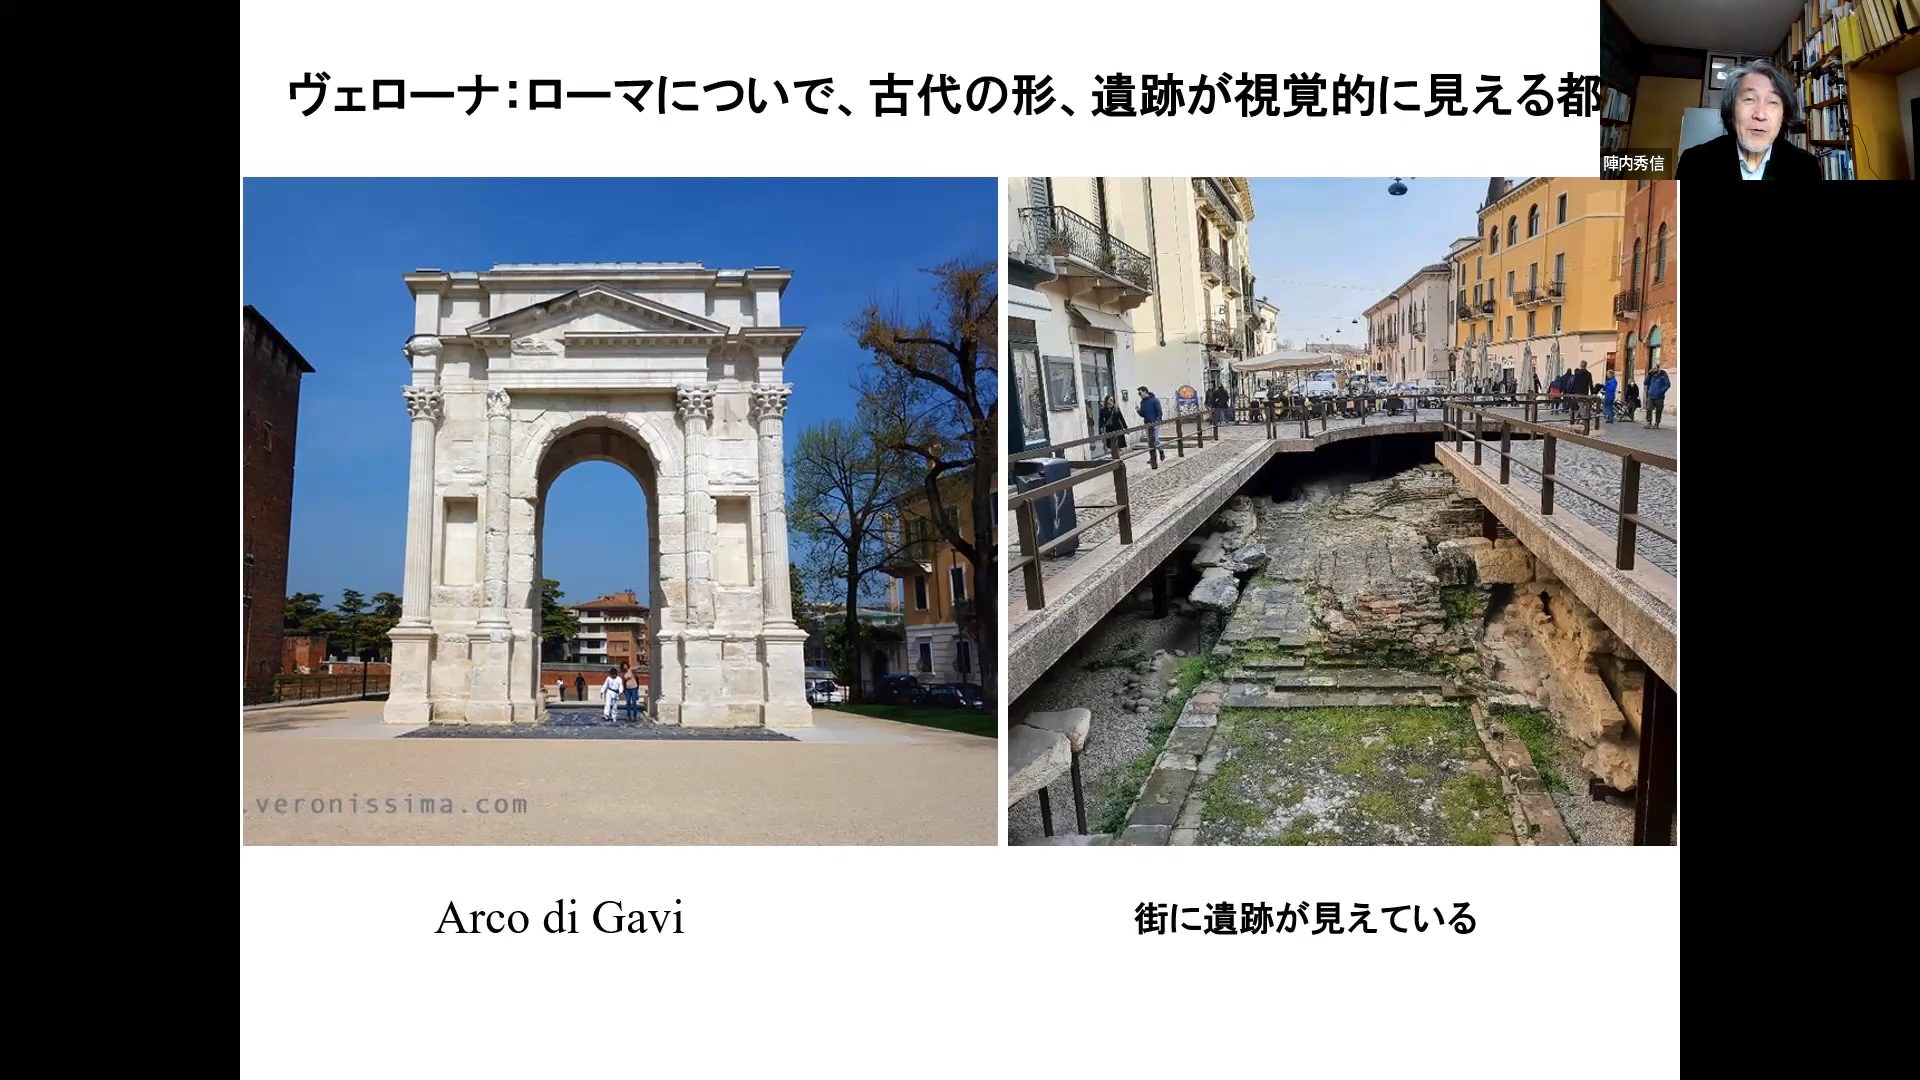 ヴェローナ：ローマについで、古代の形、遺跡が視覚的に見える都
陣内秀信
.veronissima.com
Arco di Gavi
街に遺跡が見えている